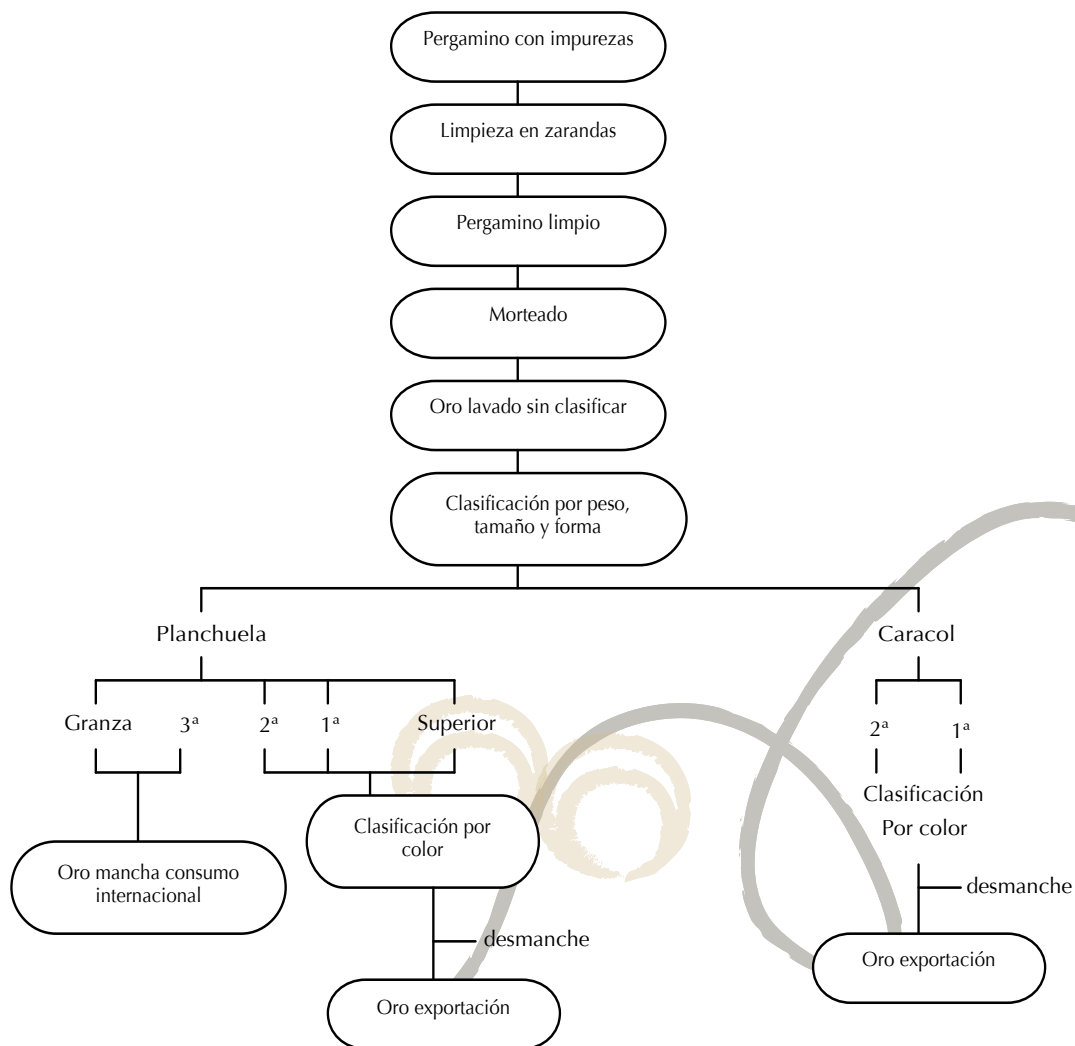 Pergamino con impurezas
Limpieza en zarandas
Pergamino limpio
Morteado
Oro lavado sin clasificar
Clasificación por peso,
tamaño y forma
Planchuela
Caracol
Granza
3ª
2ª
1ª
Superior
2ª
1ª
Clasificación por
color
Clasificación
Por color
Oro mancha consumo
internacional
desmanche
desmanche
Oro exportación
Oro exportación